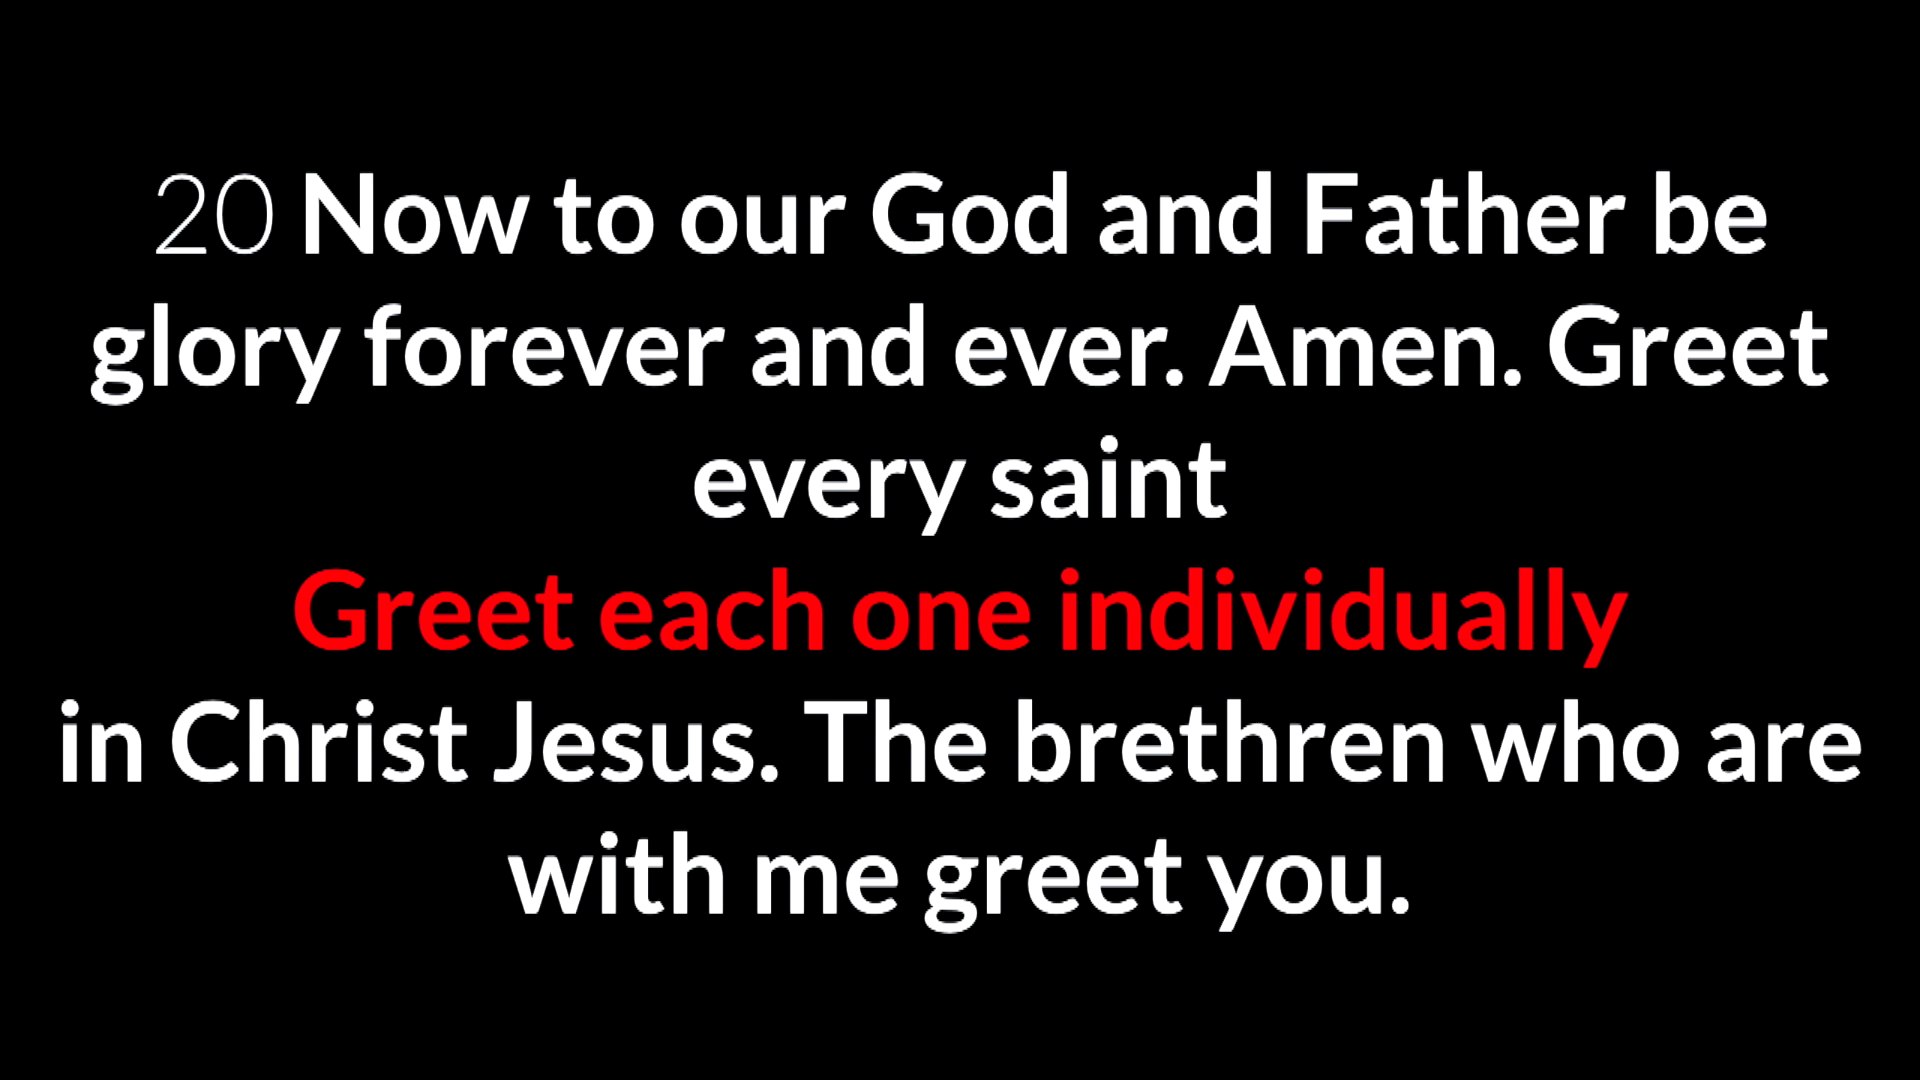 20 Now to our God and Father be
glory forever and ever. Amen. Greet
every saint
Greet each one individually
in Christ Jesus. The brethren who are
with me greet you.